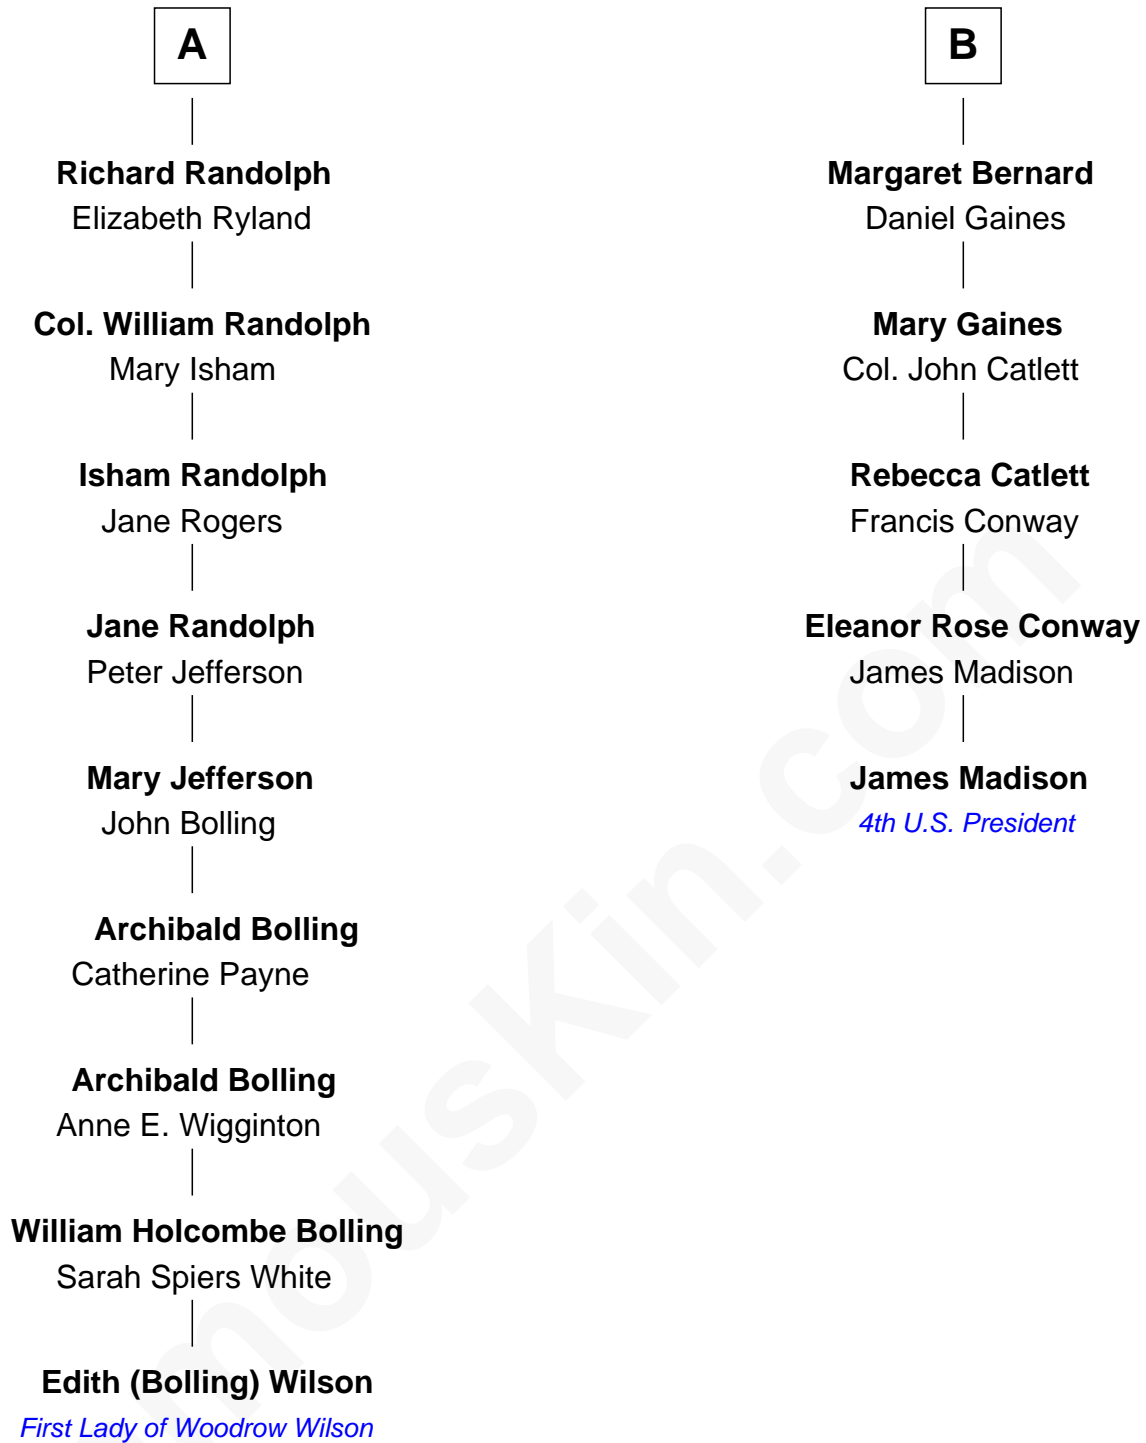 A
Richard Randolph
Elizabeth Ryland
Col. William Randolph
Mary Isham
Isham Randolph
Jane Rogers
Jane Randolph
Peter Jefferson
Mary Jefferson
John Bolling
Archibald Bolling
Catherine Payne
Archibald Bolling
Anne E. Wigginton
William Holcombe Bolling
Sarah Spiers White
Edith (Bolling) Wilson
First Lady of Woodrow Wilson
B
Margaret Bernard
Daniel Gaines
Mary Gaines
Col. John Catlett
Rebecca Catlett
Francis Conway
Eleanor Rose Conway
James Madison
James Madison
4th U.S. President
mouskin.com